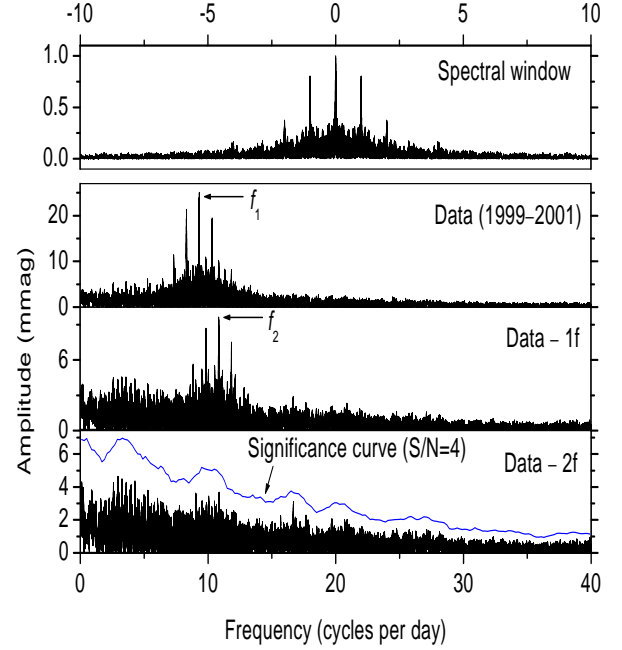 -10 -5 0 5 10
1.0
0.5
0.0
Spectral window
20
10
0
f1
Data (1999–2001)
6
0
f2
Data – 1f
6
4
2
0
Significance curve (S/N=4)
Data – 2f
0 10 20 30 40
Amplitude (mmag)
Frequency (cycles per day)